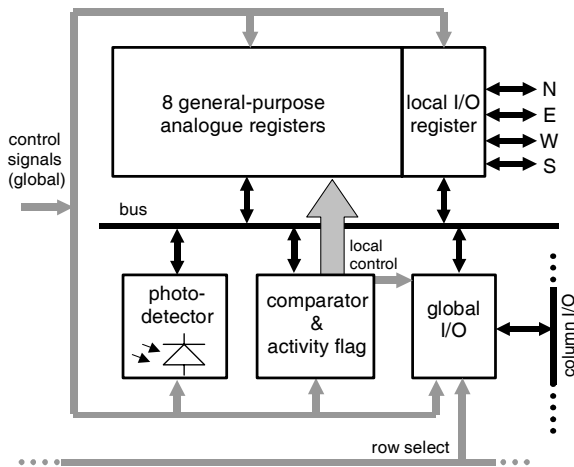 8 general-purpose
analogue registers
local I/O
register
N
E
W
S
control
signals
(global)
bus
local
control
photo-
detector
comparator
&
activity flag
global
I/O
column I/O
row select